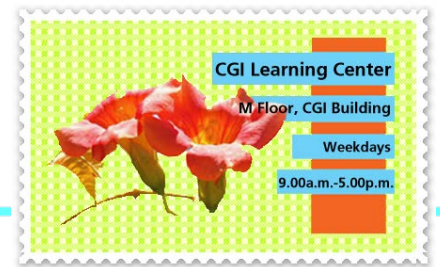 CGI Learning Center
M Floor, CGI Building
Weekdays
9.00a.m.-5.00p.m.